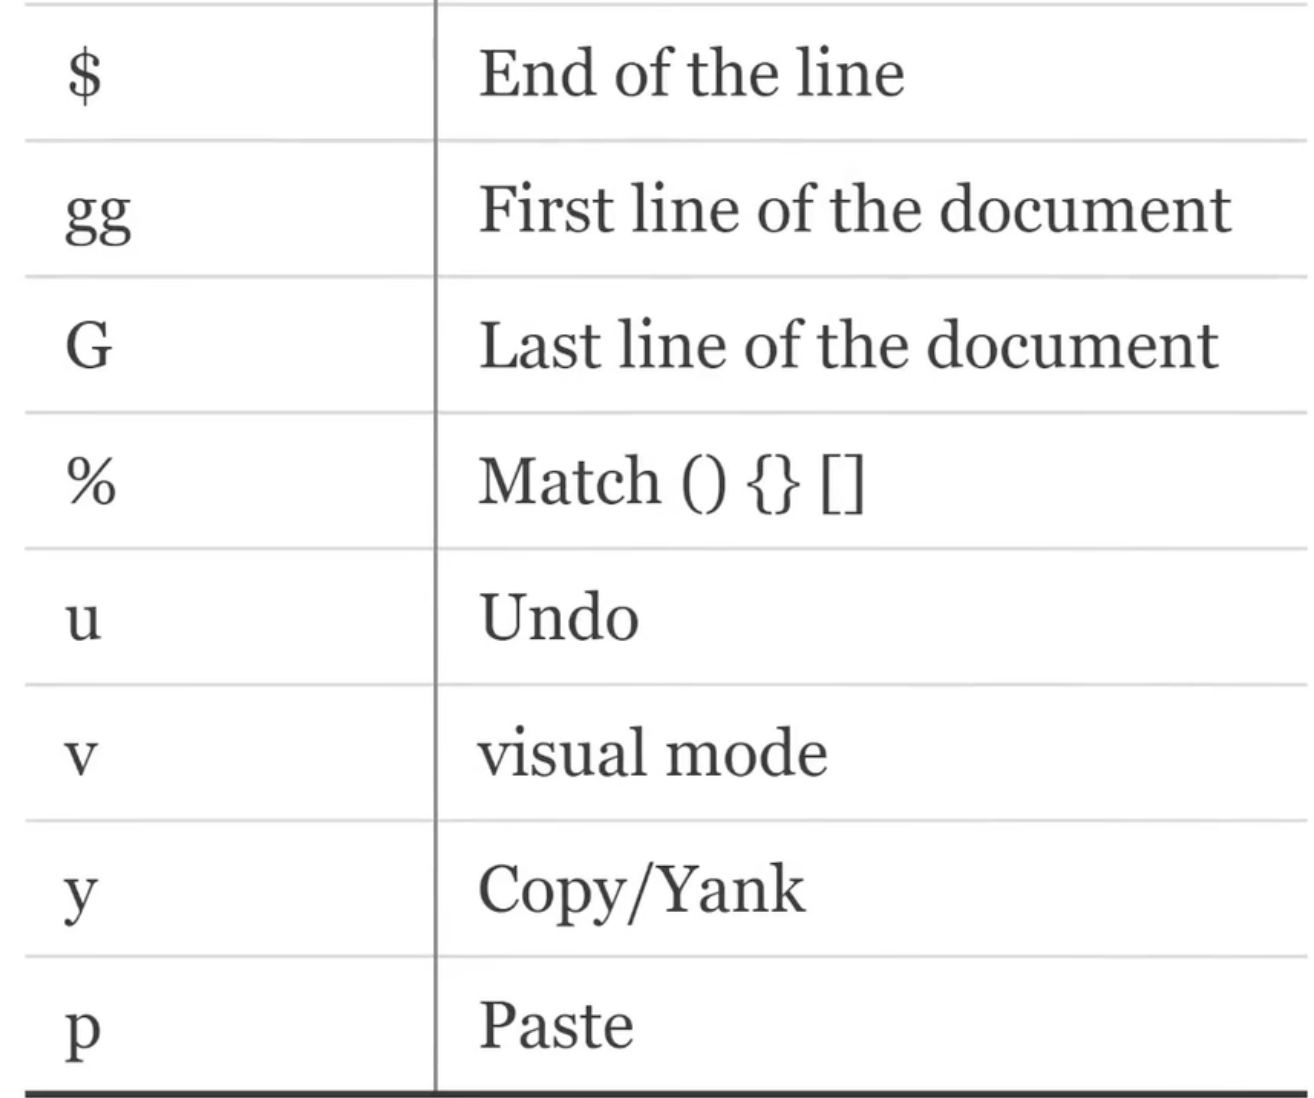 $ End of the line
gg First line of the document
G Last line of the document
% Match () {} []
u Undo
v visual mode
y Copy/Yank
p Paste